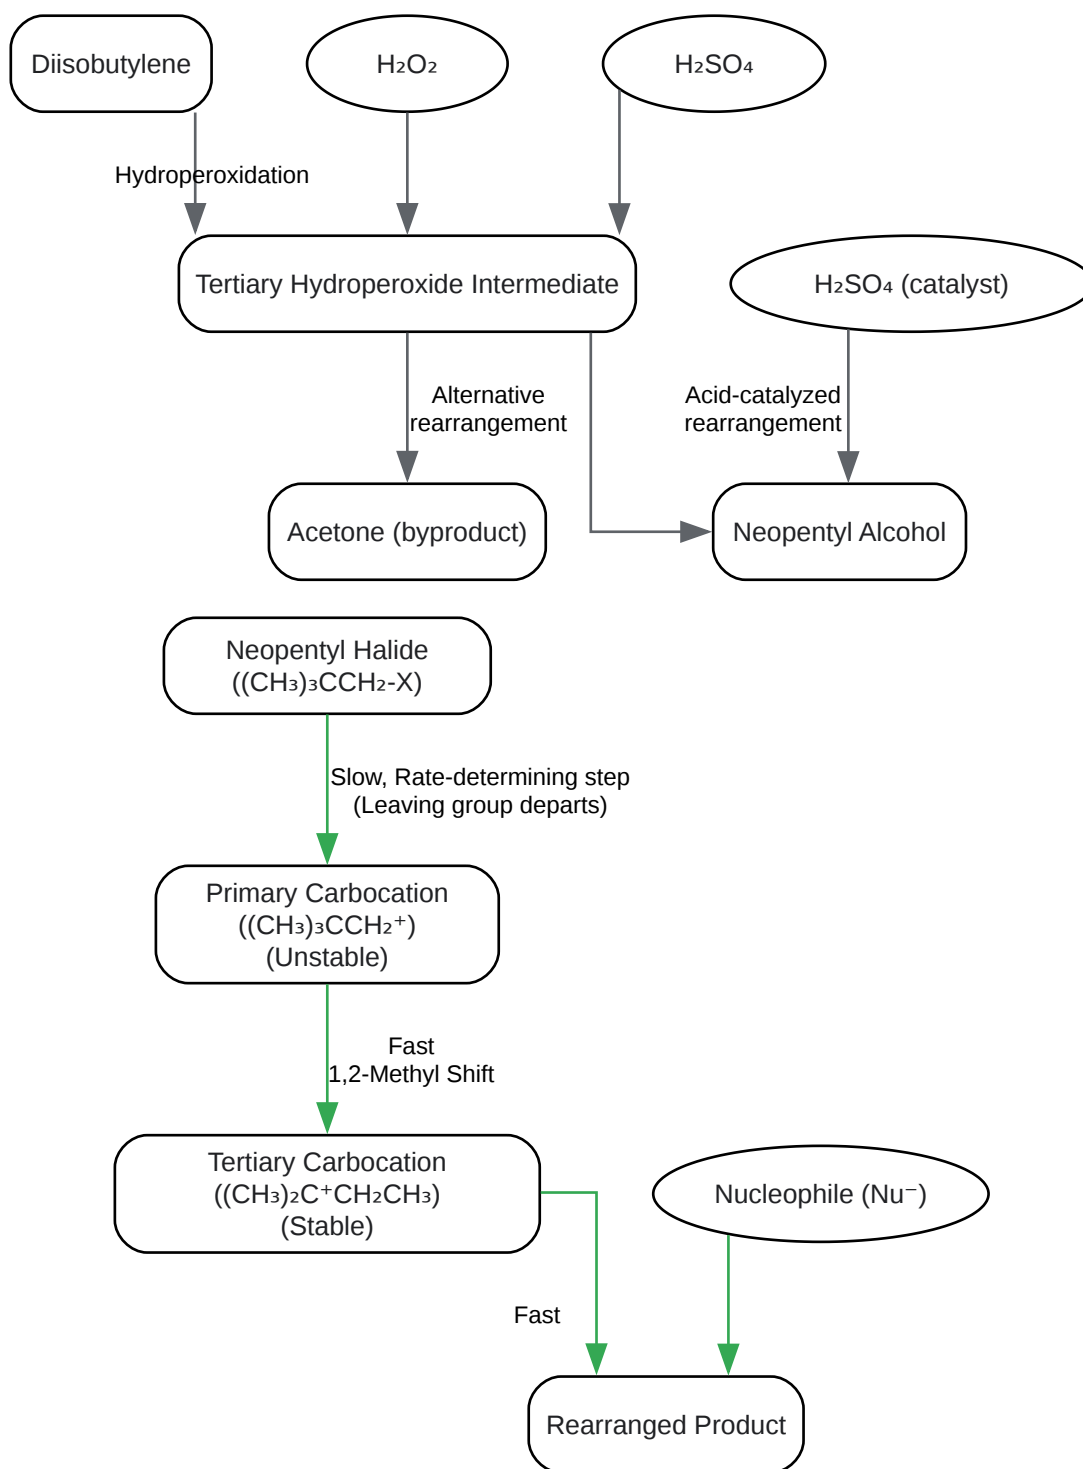 Diisobutylene
H₂O₂
H₂SO₄
Hydroperoxidation
Tertiary Hydroperoxide Intermediate
H₂SO₄ (catalyst)
Alternative
rearrangement
Acid-catalyzed
rearrangement
Acetone (byproduct)
Neopentyl Alcohol
Neopentyl Halide
((CH₃)₃CCH₂-X)
Slow, Rate-determining step
(Leaving group departs)
Primary Carbocation
((CH₃)₃CCH₂⁺)
(Unstable)
Fast
1,2-Methyl Shift
Tertiary Carbocation
((CH₃)₂C⁺CH₂CH₃)
(Stable)
Nucleophile (Nu⁻)
Fast
Rearranged Product